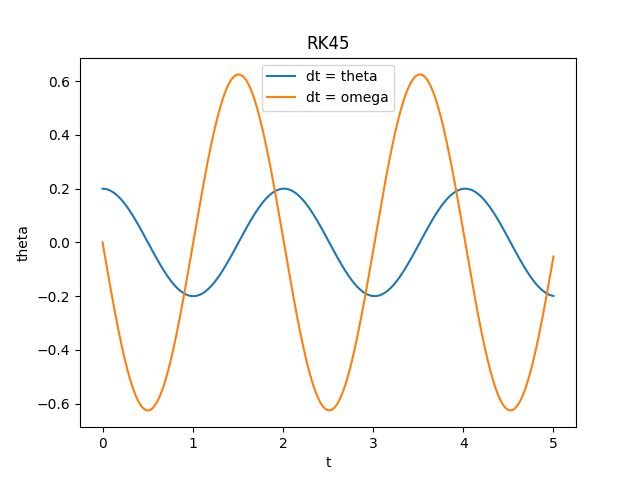 RK45
dt = theta
dt = omega
theta
0.6
0.4
0.2
0.0
−0.2
−0.4
−0.6
0 1 2 3 4 5
t